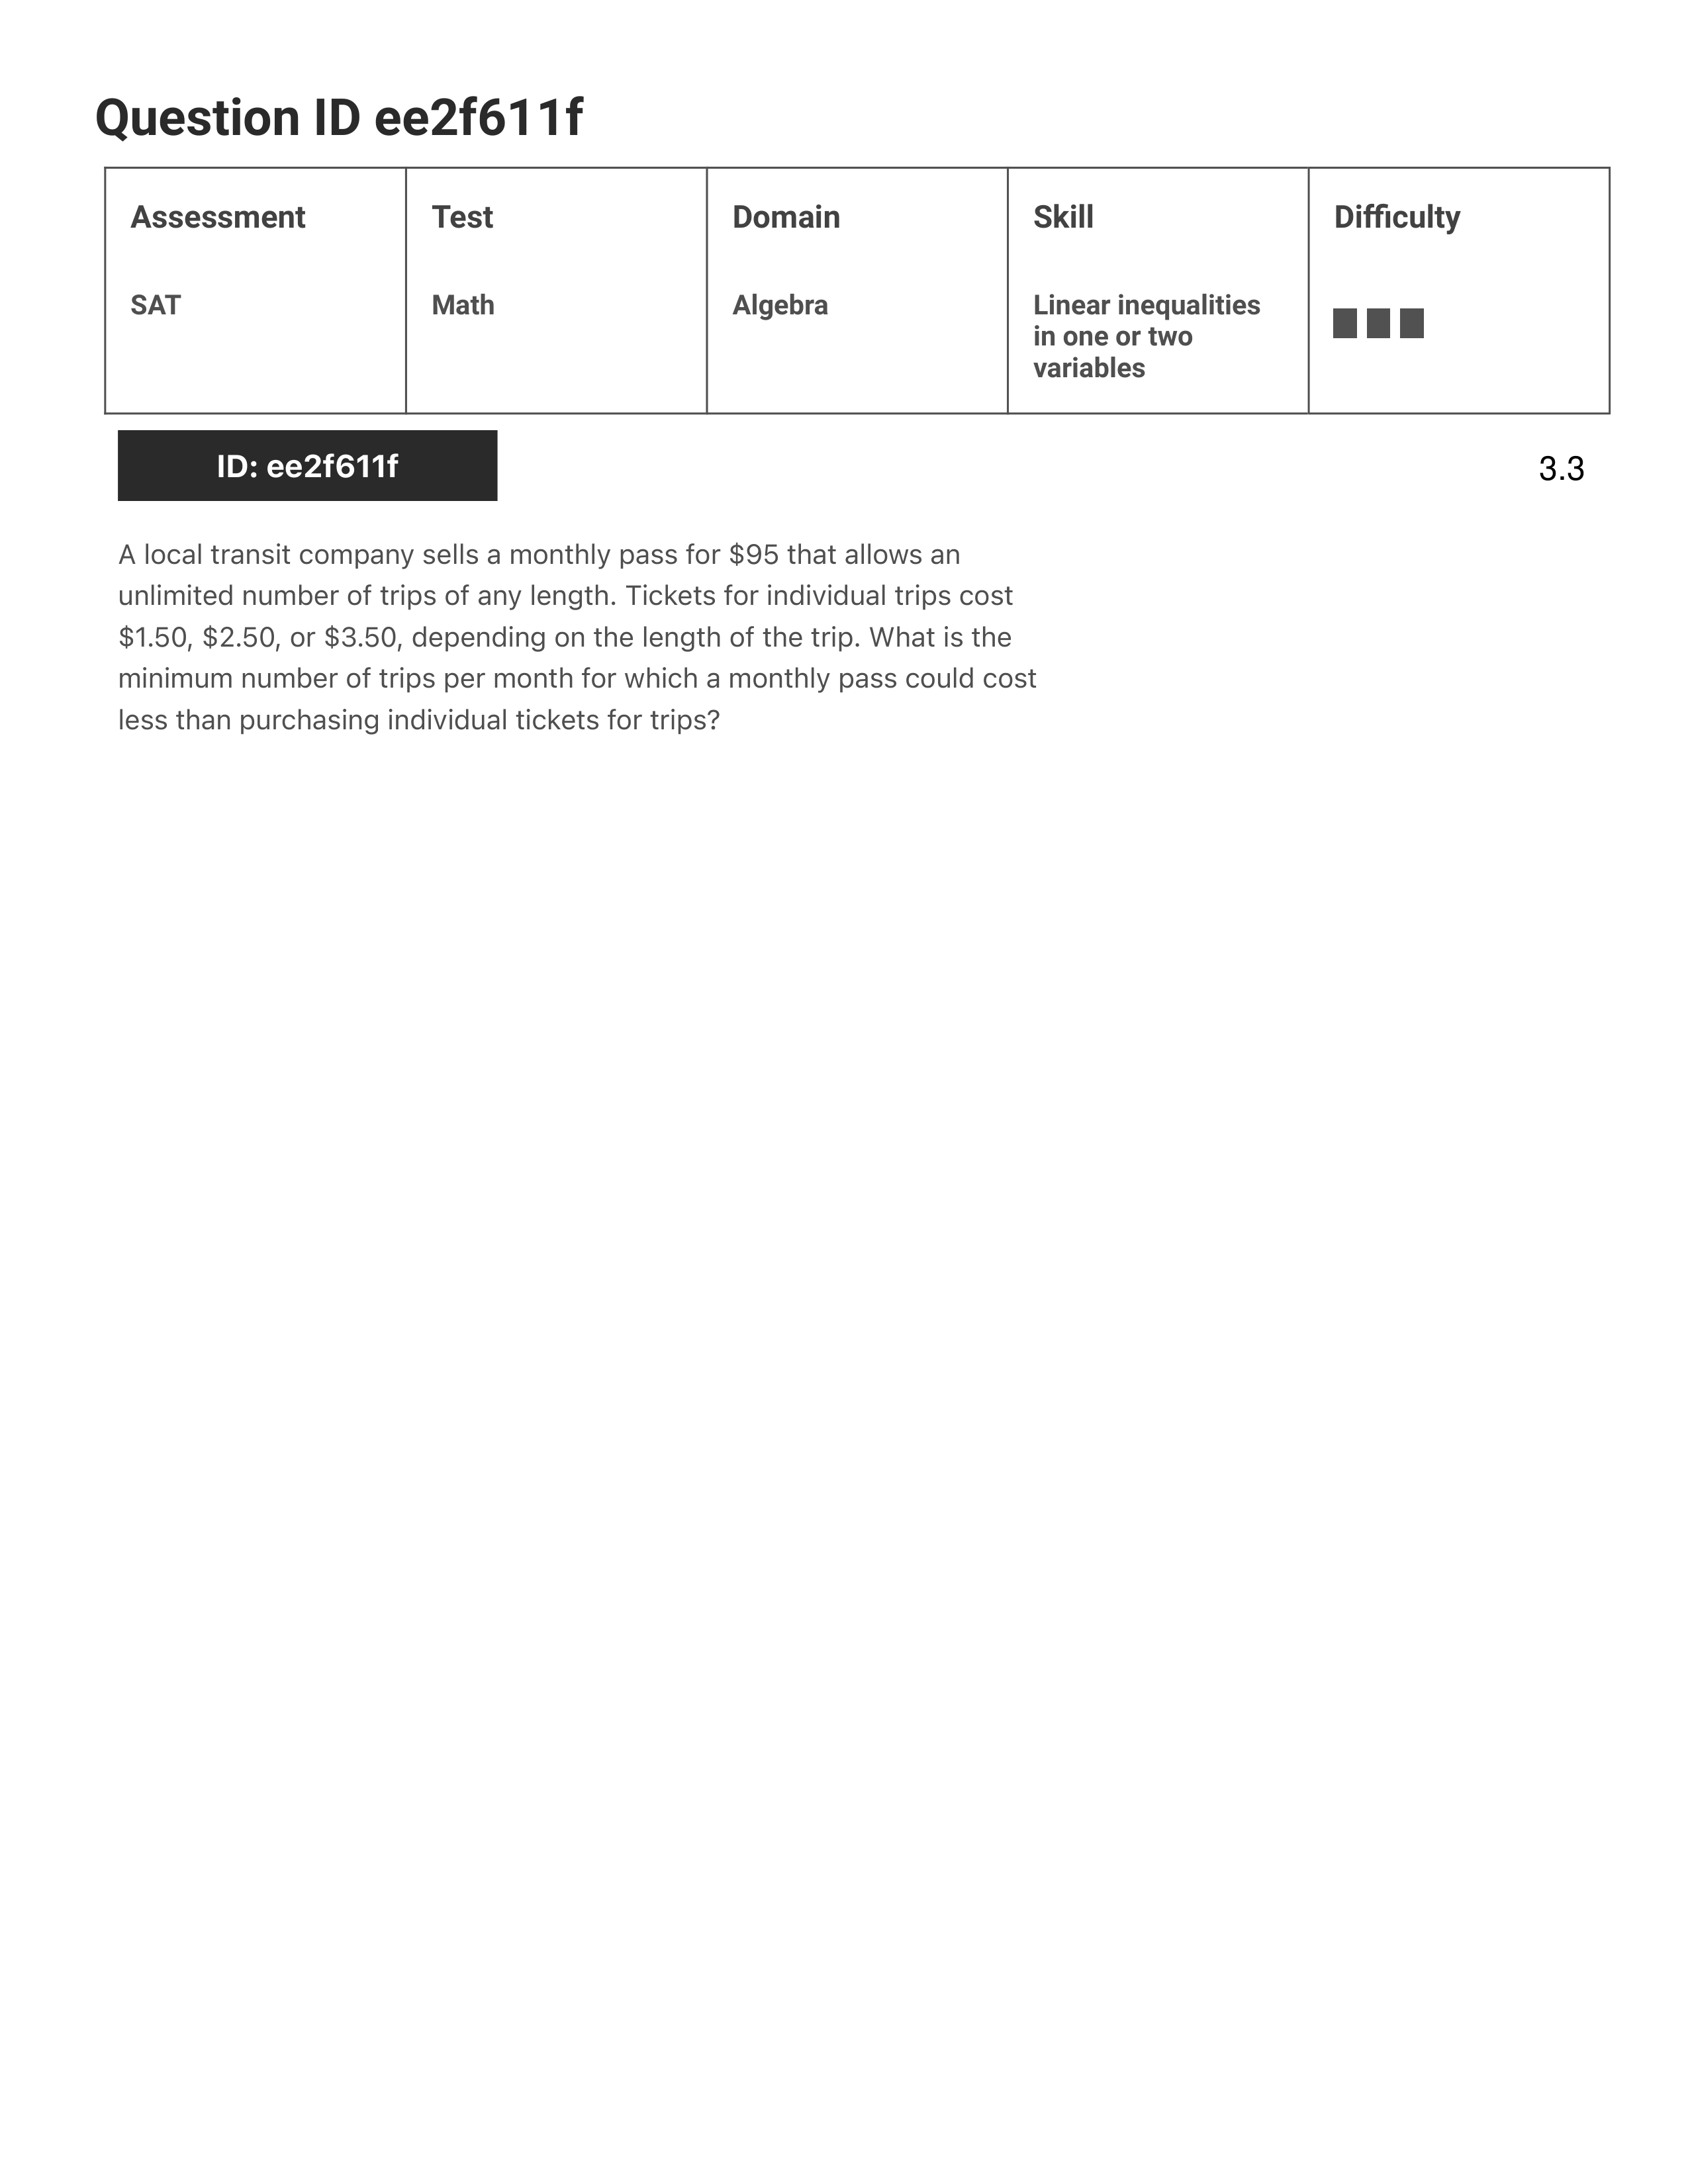 Question ID ee2f611f
Assessment
Test
Domain
Skill
Difficulty
SAT
Math
Algebra
Linear inequalities
in one or two
variables
ID: ee2f611f
3.3
A local transit company sells a monthly pass for $95 that allows an
unlimited number of trips of any length. Tickets for individual trips cost
$1.50, $2.50, or $3.50, depending on the length of the trip. What is the
minimum number of trips per month for which a monthly pass could cost
less than purchasing individual tickets for trips?